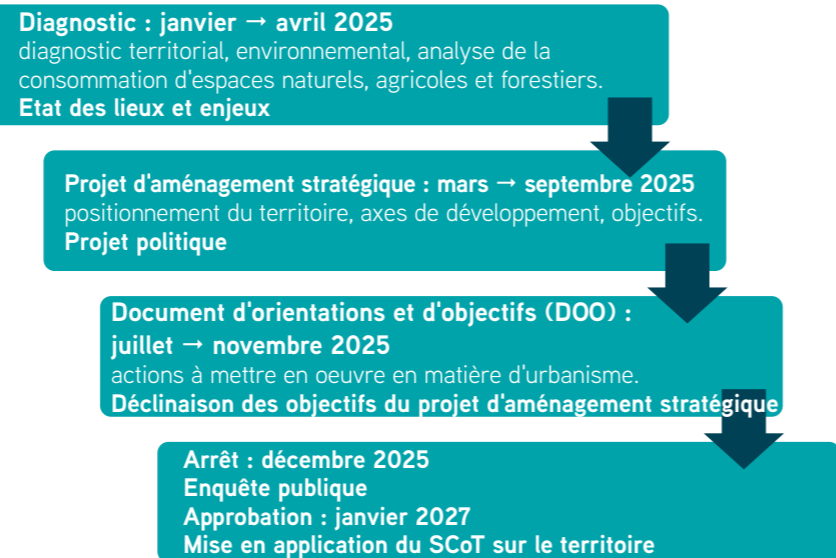 Diagnostic : janvier → avril 2025
diagnostic territorial, environnemental, analyse de la
consommation d'espaces naturels, agricoles et forestiers.
Etat des lieux et enjeux
Projet d'aménagement stratégique : mars → septembre 2025
positionnement du territoire, axes de développement, objectifs.
Projet politique
Document d'orientations et d'objectifs (DOO) :
juillet → novembre 2025
actions à mettre en oeuvre en matière d'urbanisme.
Déclinaison des objectifs du projet d'aménagement stratégique
Arrêt : décembre 2025
Enquête publique
Approbation : janvier 2027
Mise en application du SCoT sur le territoire